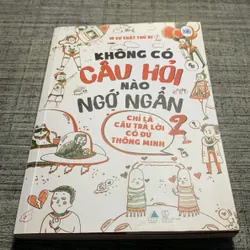 KHÔNG CÓ
CÂU HỎI
NÀO
NGỚ NGẨN
2
CHỈ LÀ
CÂU TRẢ LỜI
CÓ ĐỦ
THÔNG MINH